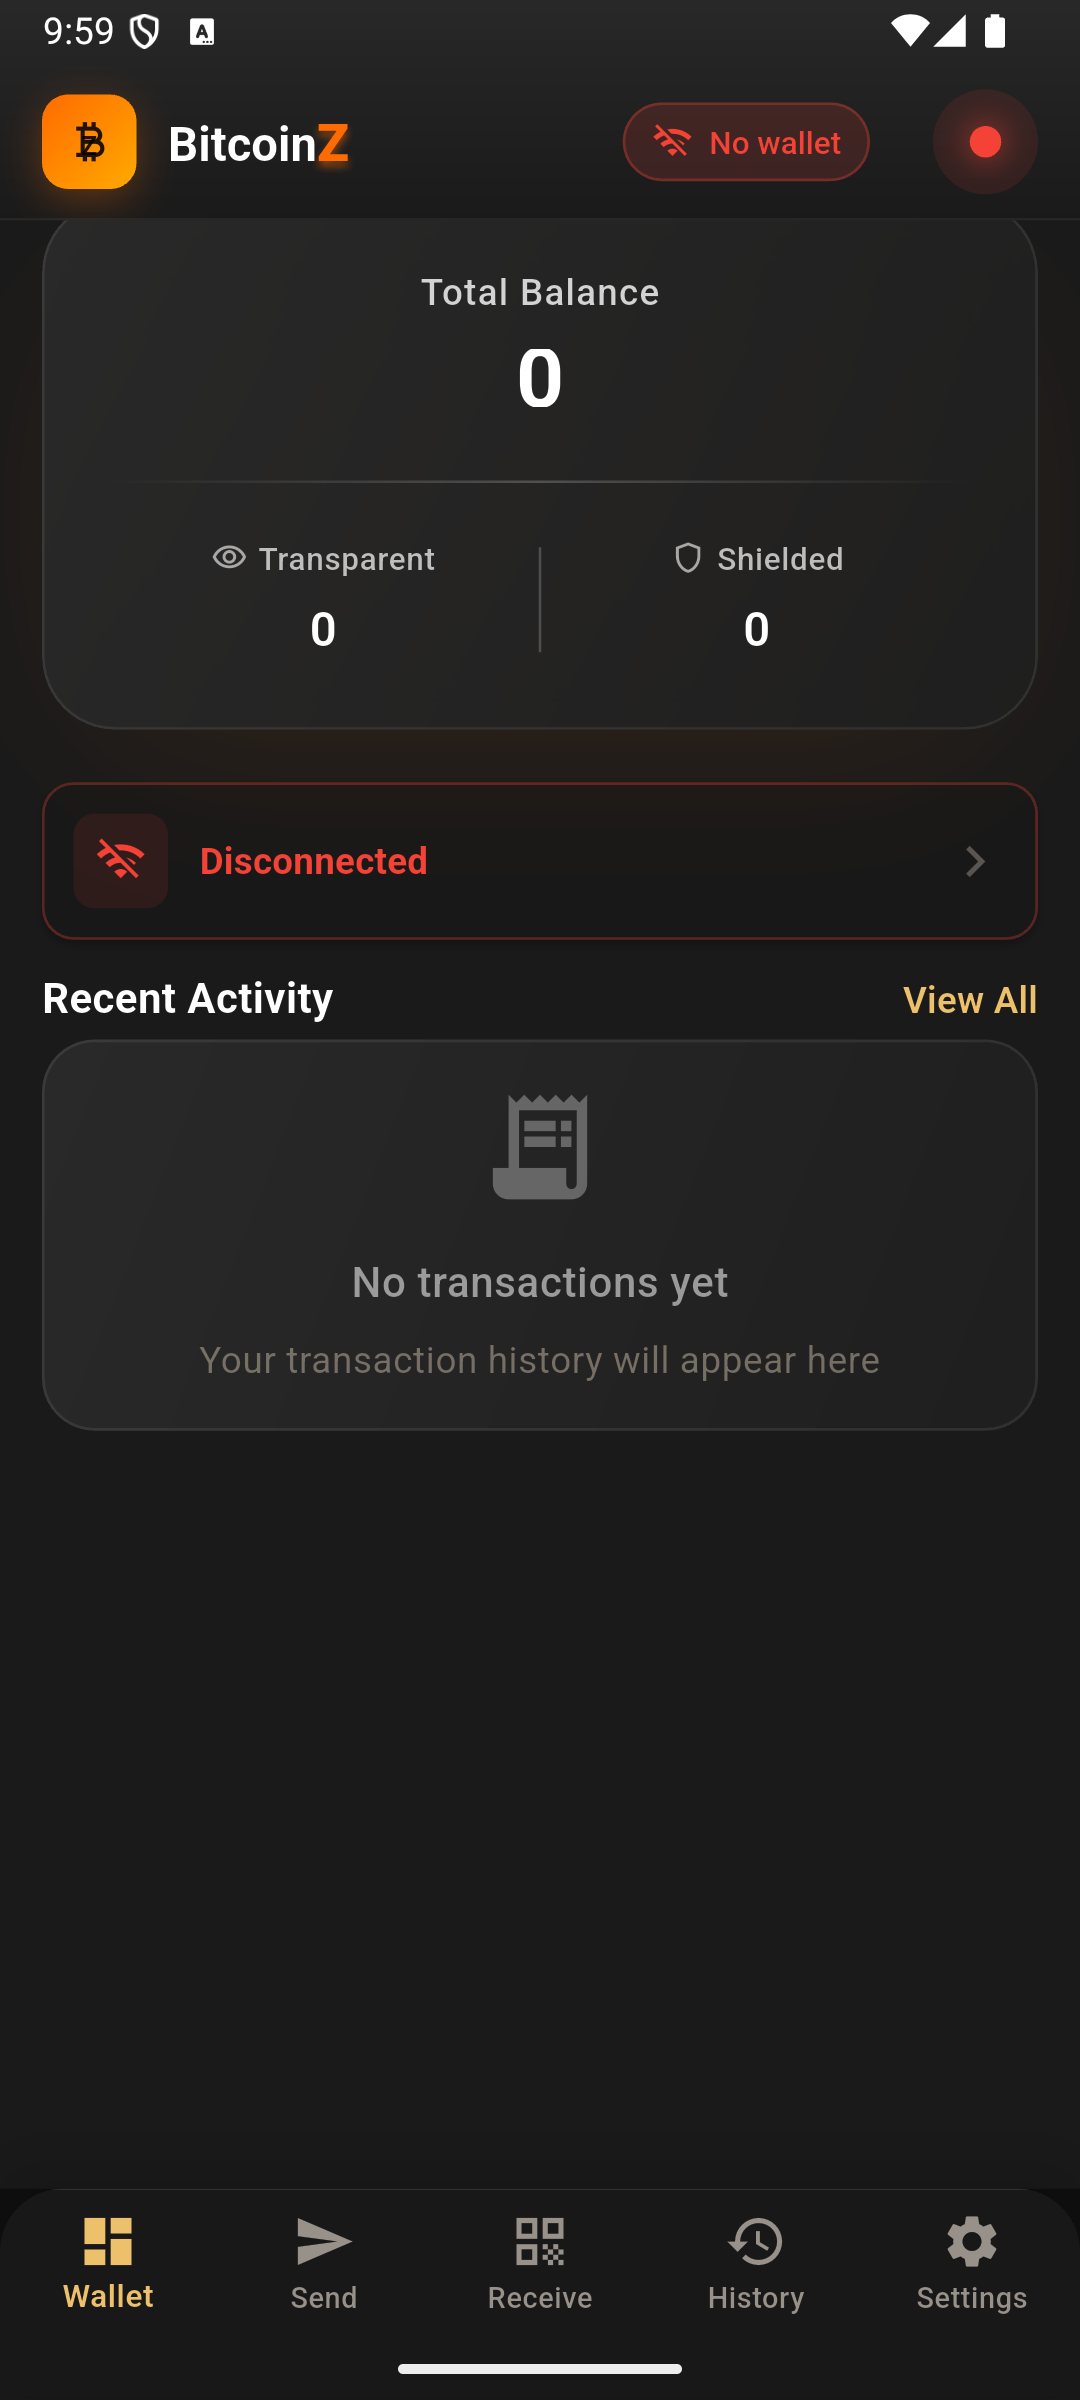 9:59
BitcoinZ
No wallet
Total Balance
0
Transparent
Shielded
0
0
Disconnected
Recent Activity
View All
No transactions yet
Your transaction history will appear here
Wallet
Send
Receive
History
Settings